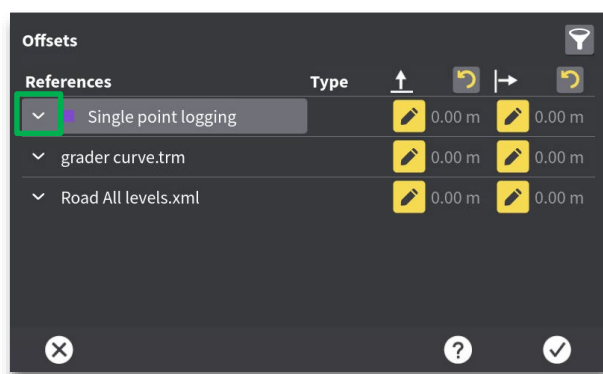 Offsets
References Type
Single point logging 0.00 m 0.00 m
grader curve.trm 0.00 m 0.00 m
Road All levels.xml 0.00 m 0.00 m
?